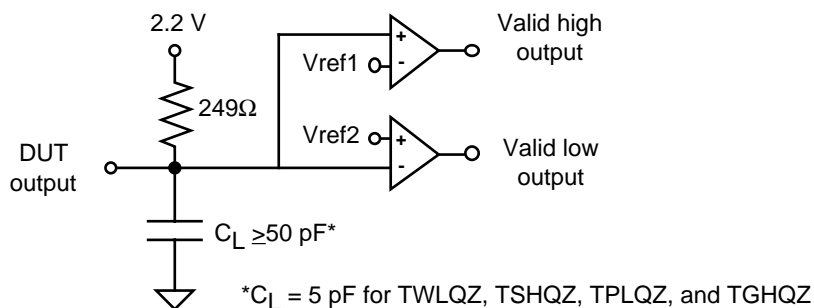 2.2 V
Valid high
output
+
-
Vref1
249Ω
Vref2
+
-
DUT
output
Valid low
output
C_L ≥50 pF*
*C_L = 5 pF for TWLQZ, TSHQZ, TPLQZ, and TGHQZ